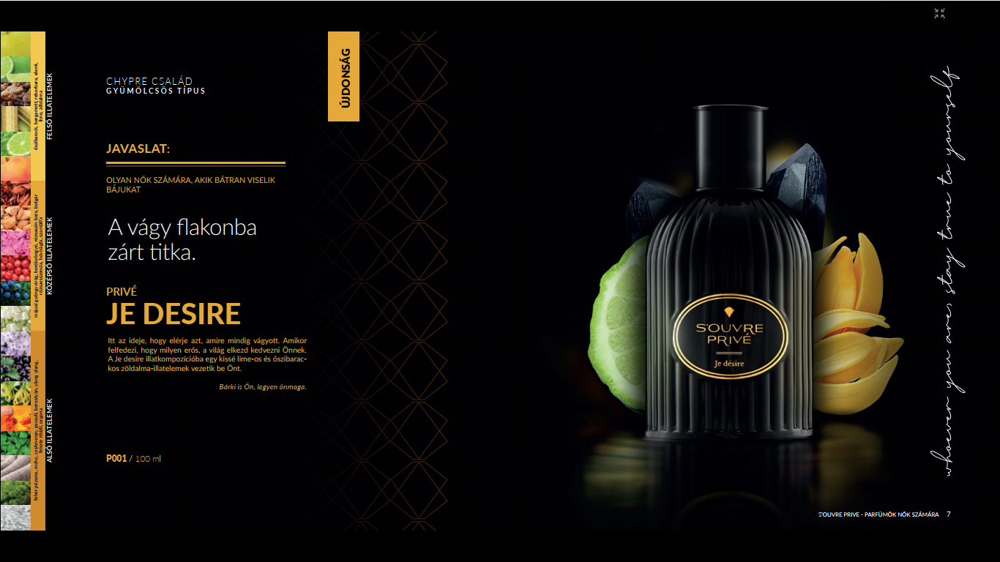 FELSŐ ILLATELEMEK
őszibarack, bergamott, rebarbara, elemi,
lime, zöldalma
KÖZÉPSŐ ILLATELEMEK
májusi gyöngyvirág, borókabogyó, rózsaszín bors, bolgár
ALSÓ ILLATELEMEK
fehér pézsma, moha, cashmeran, pacsuli, borostyán, ylang ylang,
fekete ribizli, orgona
CHYPRE CSALÁD
GYÜMÖLCSÖS TÍPUS
ÚJDONSÁG
JAVASLAT:
OLYAN NŐK SZÁMÁRA, AKIK BÁTRAN VISELIK
BÁJUKAT
A vágy flakonba
zárt titka.
PRIVÉ
JE DESIRE
Itt az ideje, hogy elérje azt, amire mindig vágyott. Amikor
felfedezi, hogy milyen erős, a világ elkezd kedvezni Önnek.
A Je desire illatkompozícióba egy kissé lime-os és őszibarac-
kos zöldalma-illatelemek vezetik be Önt.
Bárki is Ön, legyen önmaga.
P001 / 100 ml
S'OUVRE
PRIVÉ
Je désire
whoever you are, stay true to yourself
S'OUVRE PRIVE - PARFÜMÖK NŐK SZÁMÁRA 7